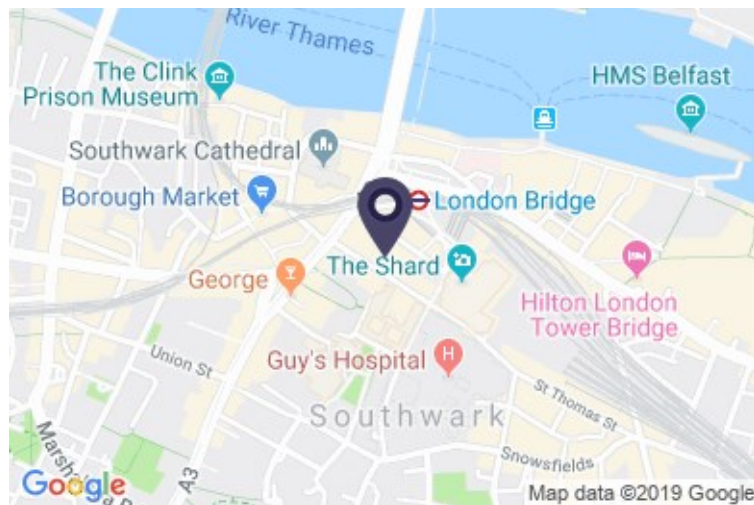 River Thames
The Clink
Prison Museum
HMS Belfast
Southwark Cathedral
Borough Market
London Bridge
The Shard
George
Hilton London
Tower Bridge
Union St
Guy's Hospital
H
St Thomas St
Southwark
Snowsfields
A3
Google
Map data ©2019 Google